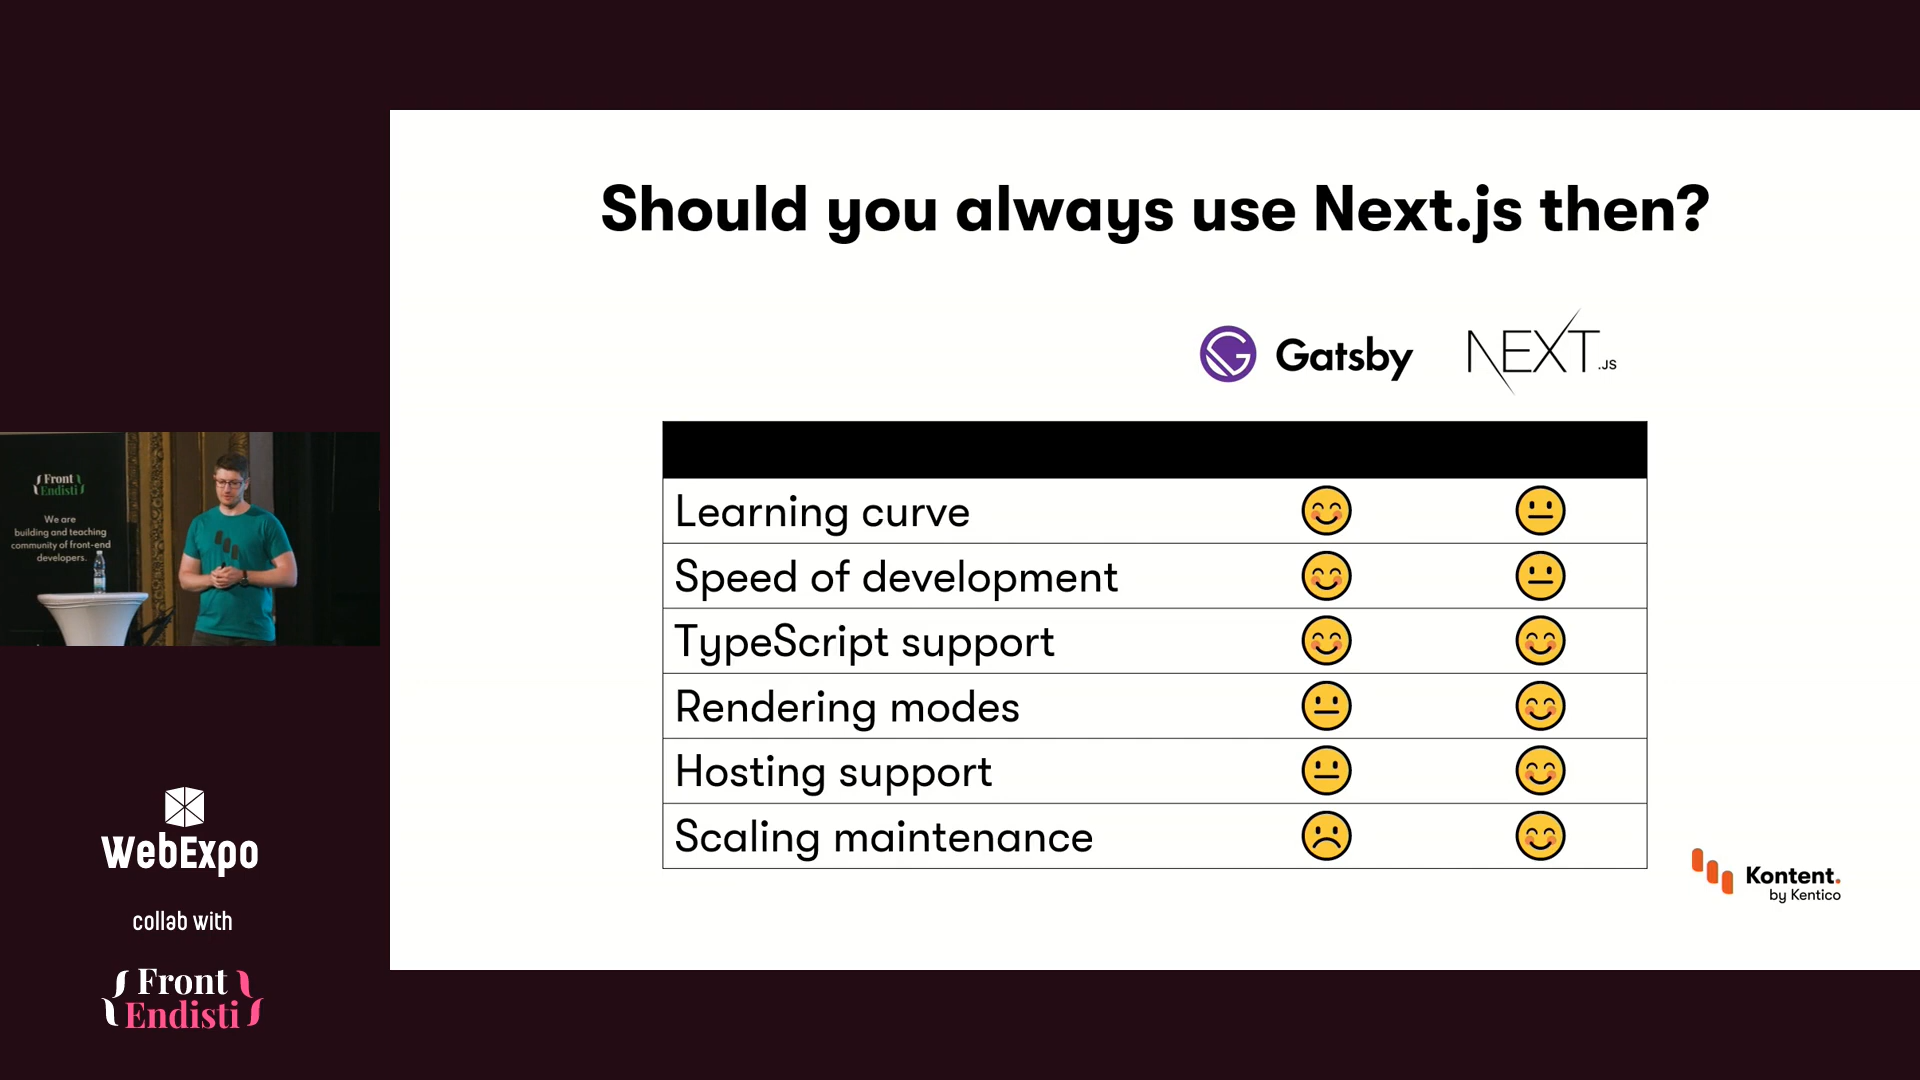 Should you always use Next.js then?
Gatsby
NEXT.JS
Learning curve
Speed of development
TypeScript support
Rendering modes
Hosting support
Scaling maintenance
Kontent.
by Kentico
{Front
Endisti}
We are
building and teaching
community of front-end
developers.
WebExpo
collab with
{Front
Endisti}